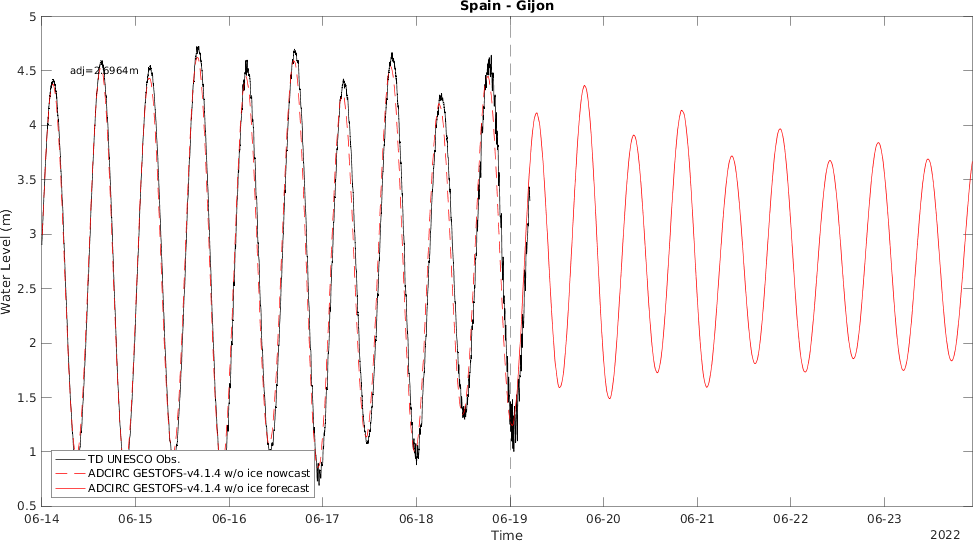 Spain - Gijon
5
4.5
4
3.5
3
2.5
2
1.5
1
0.5
Water Level (m)
adj=2.6964m
TD UNESCO Obs.
ADCIRC GESTOFS-v4.1.4 w/o ice nowcast
ADCIRC GESTOFS-v4.1.4 w/o ice forecast
06-14 06-15 06-16 06-17 06-18 06-19 06-20 06-21 06-22 06-23
Time
2022